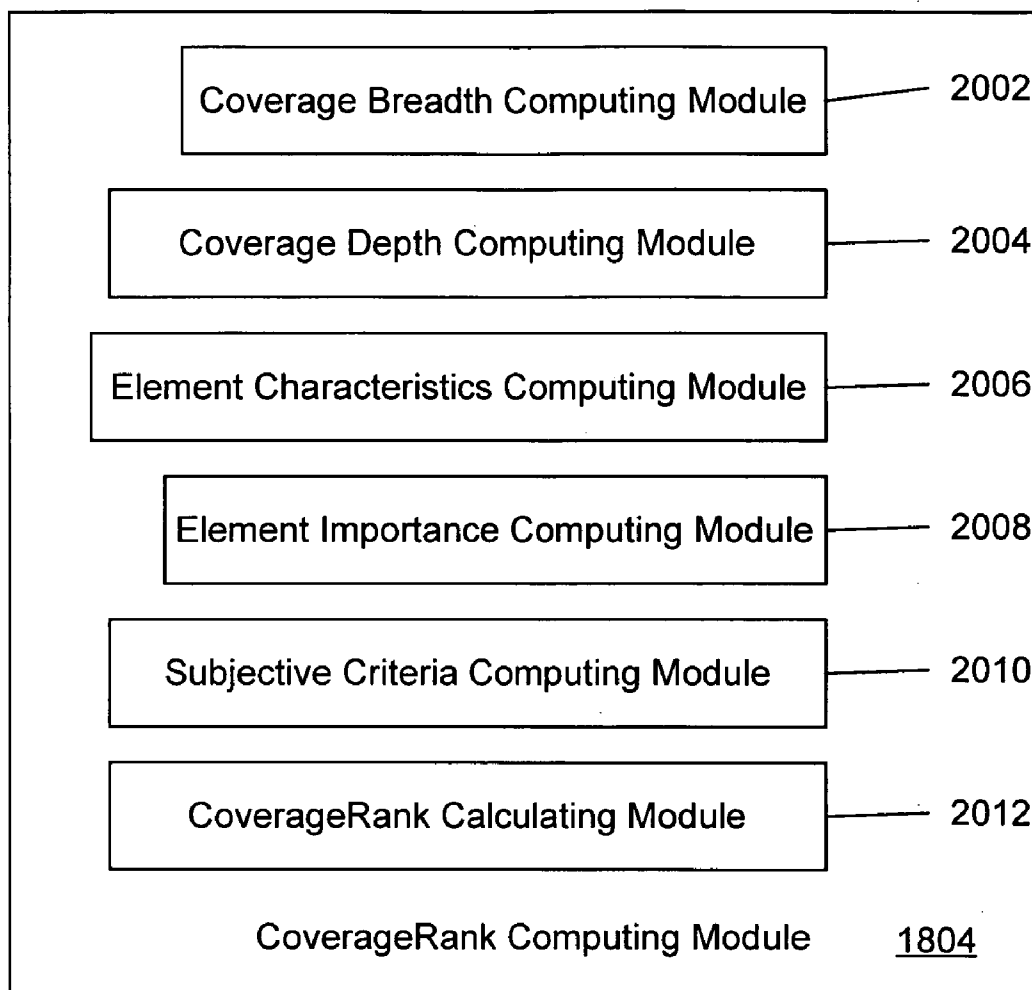 Coverage Breadth Computing Module 2002
Coverage Depth Computing Module 2004
Element Characteristics Computing Module 2006
Element Importance Computing Module 2008
Subjective Criteria Computing Module 2010
CoverageRank Calculating Module 2012
CoverageRank Computing Module 1804